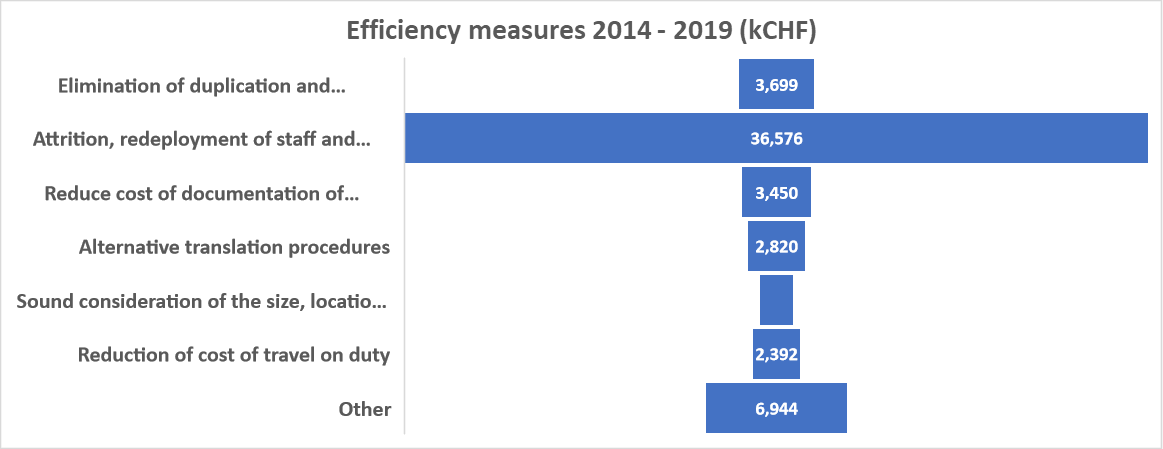 Efficiency measures 2014 - 2019 (kCHF)
Elimination of duplication and...
3,699
Attrition, redeployment of staff and...
36,576
Reduce cost of documentation of...
3,450
Alternative translation procedures
2,820
Sound consideration of the size, locatio...
Reduction of cost of travel on duty
2,392
Other
6,944